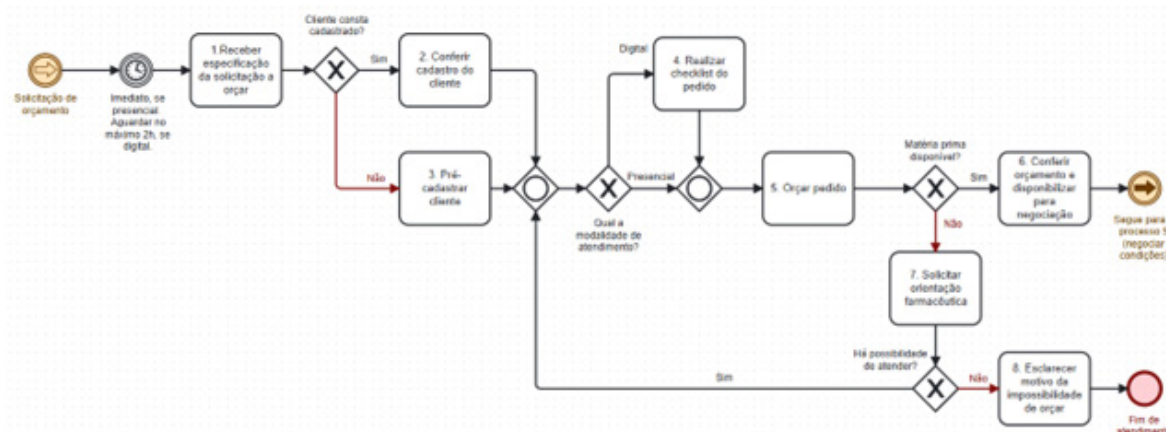 Solicitação de
orçamento
Imediato, se
presencial.
Aguardar no
máximo 2h, se
digital.
1.Receber
especificação
da solicitação a
orçar
Cliente consta
cadastrado?
Sim
Não
2. Conferir
cadastro do
cliente
3. Pré-
cadastrar
cliente
Qual a
modalidade de
atendimento?
Digital
Presencial
4. Realizar
checklist do
pedido
5. Orçar pedido
Matéria prima
disponível?
Sim
Não
6. Conferir
orçamento e
disponibilizar
para
negociação
Segue para
processo 5
(negociar
condições)
7. Solicitar
orientação
farmacêutica
Há possibilidade
de atender?
Sim
Não
8. Esclarecer
motivo da
impossibilidade
de orçar
Fim de
atendimento